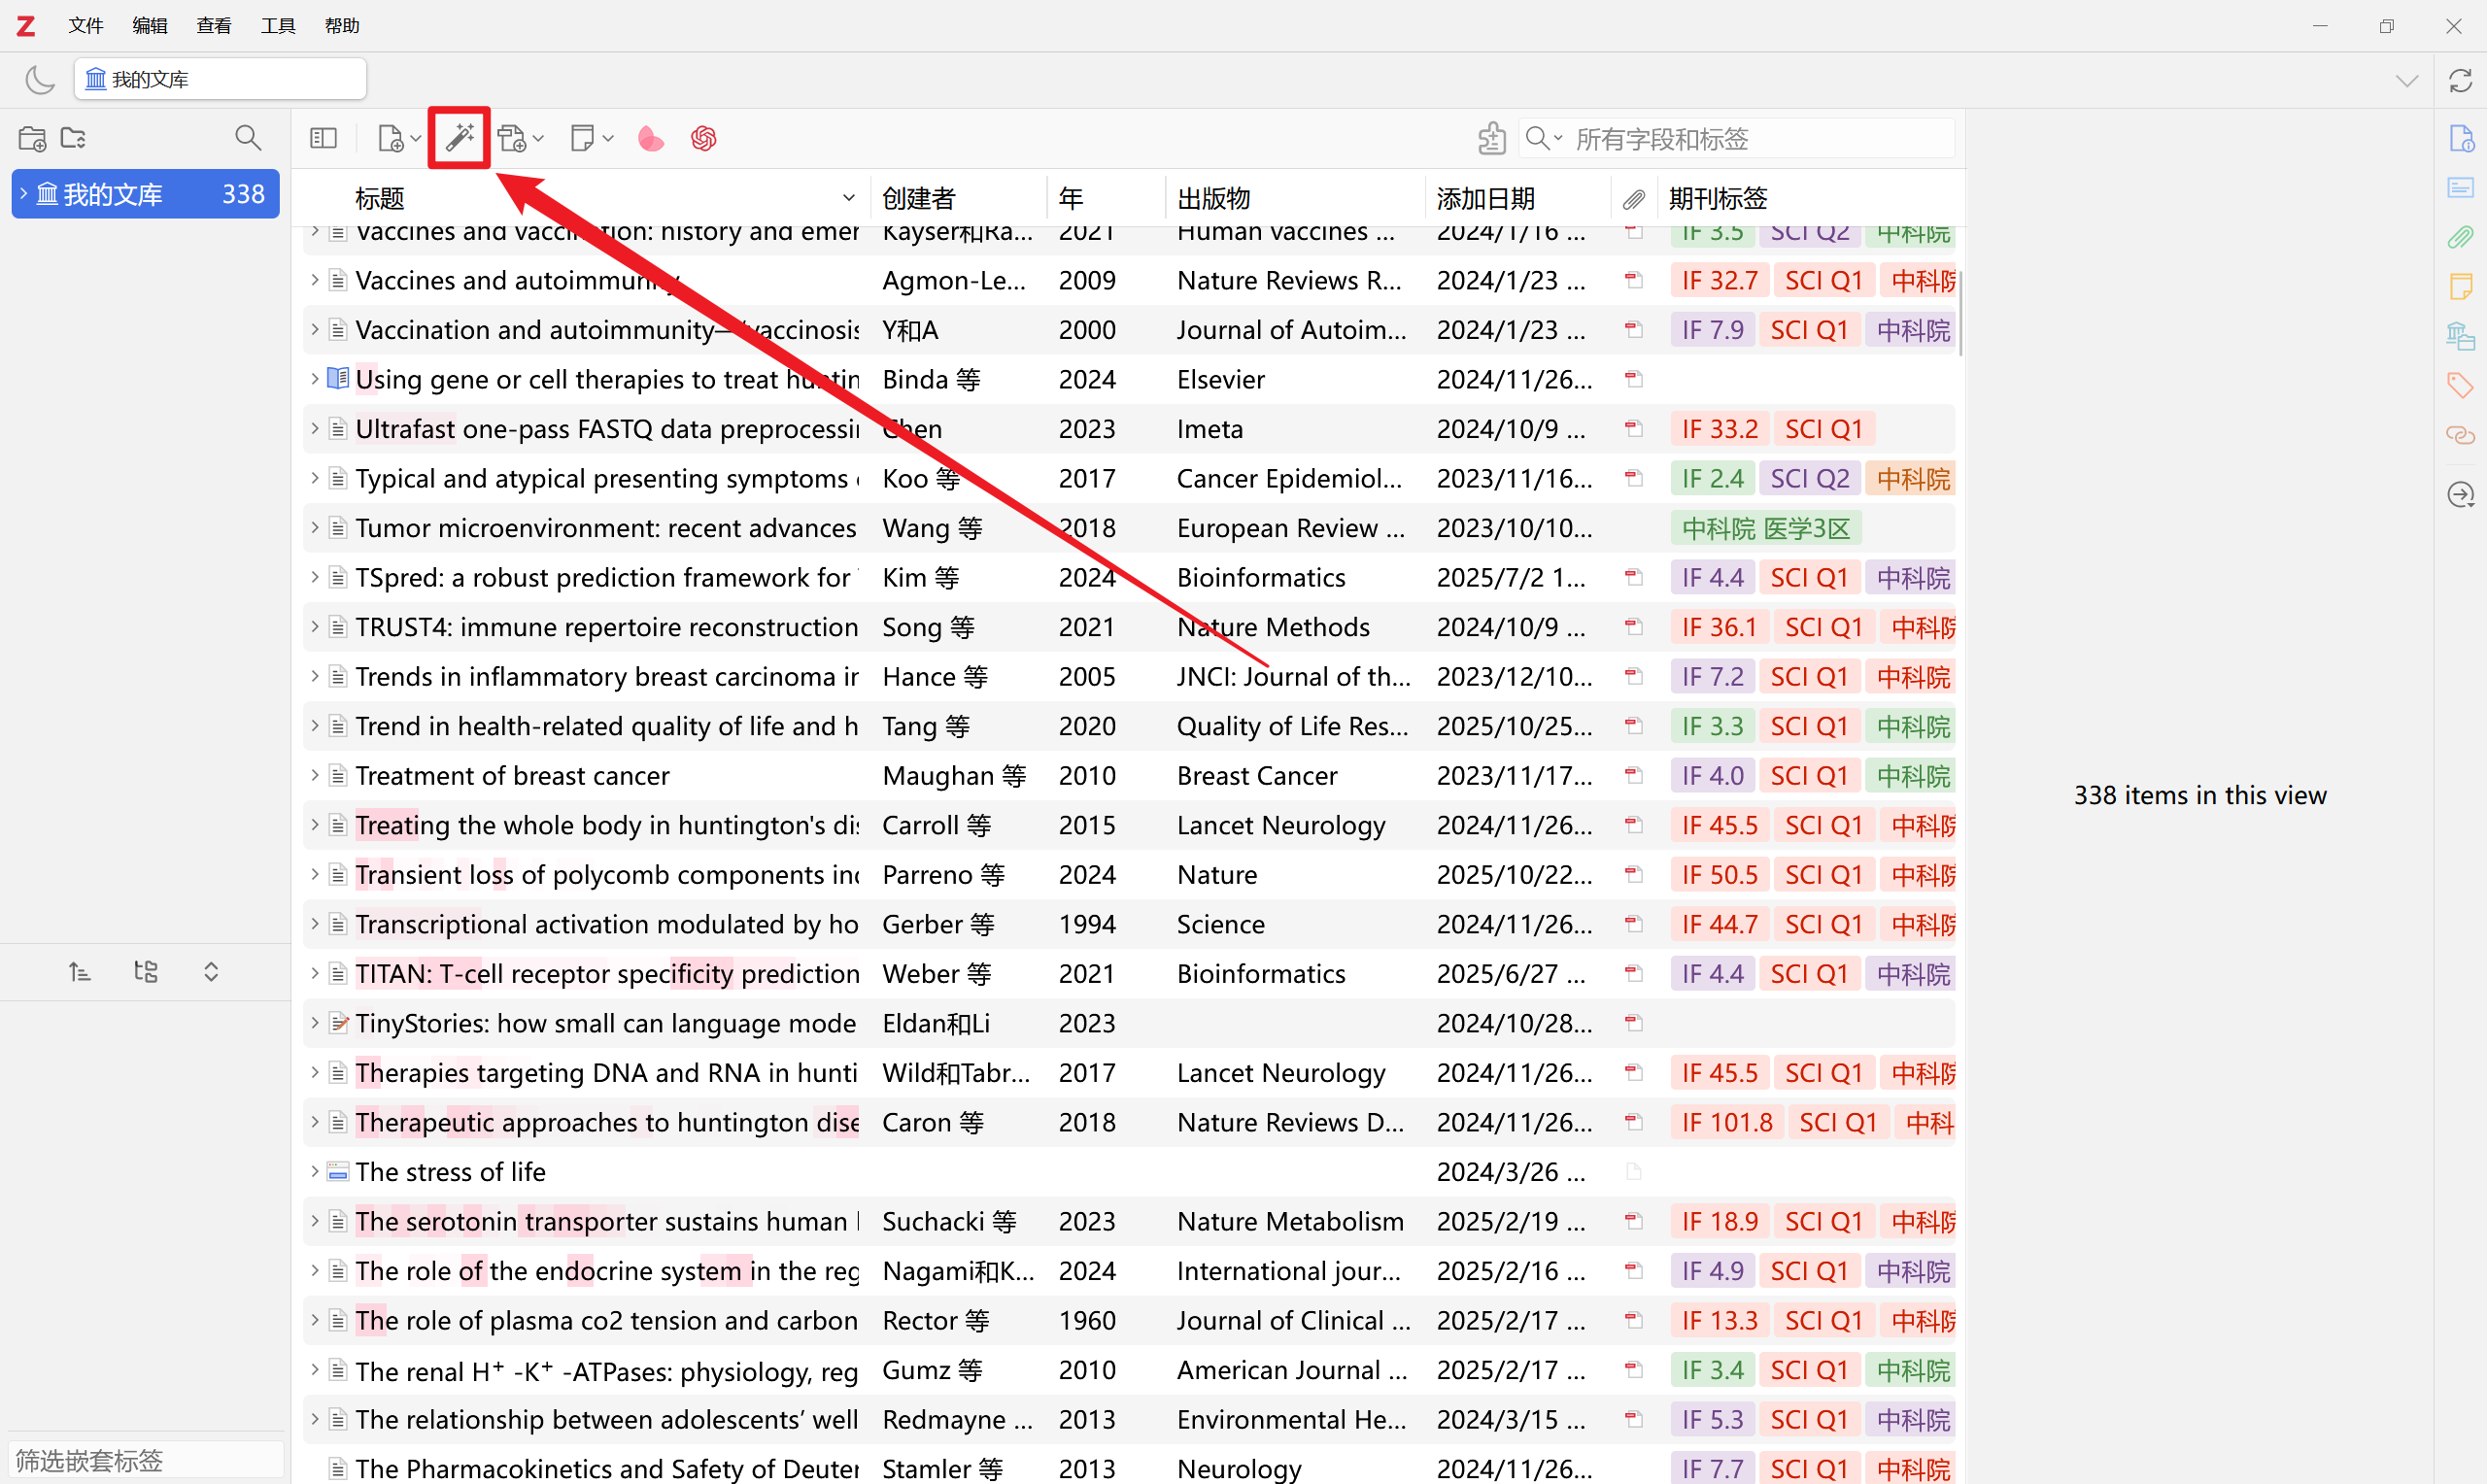 Z 文件 编辑 查看 工具 帮助
我的文库
所有字段和标签
我的文库 338
标题 创建者 年 出版物 添加日期 期刊标签
Vaccines and vaccination: history and emer Kayser和Ra... 2021 Human vaccines ... 2024/1/16 ... IF 3.5 SCI Q2 中科院
Vaccines and autoimmunity Agmon-Le... 2009 Nature Reviews R... 2024/1/23 ... IF 32.7 SCI Q1 中科院
Vaccination and autoimmunity—'vaccinosis Y和A 2000 Journal of Autoim... 2024/1/23 ... IF 7.9 SCI Q1 中科院
Using gene or cell therapies to treat huntin Binda 等 2024 Elsevier 2024/11/26...
Ultrafast one-pass FASTQ data preprocessin Chen 2023 Imeta 2024/10/9 ... IF 33.2 SCI Q1
Typical and atypical presenting symptoms Koo 等 2017 Cancer Epidemiol... 2023/11/16... IF 2.4 SCI Q2 中科院
Tumor microenvironment: recent advances Wang 等 2018 European Review ... 2023/10/10... 中科院 医学3区
TSpred: a robust prediction framework for Kim 等 2024 Bioinformatics 2025/7/2 1... IF 4.4 SCI Q1 中科院
TRUST4: immune repertoire reconstruction Song 等 2021 Nature Methods 2024/10/9 ... IF 36.1 SCI Q1 中科院
Trends in inflammatory breast carcinoma in Hance 等 2005 JNCI: Journal of th... 2023/12/10... IF 7.2 SCI Q1 中科院
Trend in health-related quality of life and h Tang 等 2020 Quality of Life Res... 2025/10/25... IF 3.3 SCI Q1 中科院
Treatment of breast cancer Maughan 等 2010 Breast Cancer 2023/11/17... IF 4.0 SCI Q1 中科院
338 items in this view
Treating the whole body in huntington's dis Carroll 等 2015 Lancet Neurology 2024/11/26... IF 45.5 SCI Q1 中科院
Transient loss of polycomb components ind Parreno 等 2024 Nature 2025/10/22... IF 50.5 SCI Q1 中科院
Transcriptional activation modulated by ho Gerber 等 1994 Science 2024/11/26... IF 44.7 SCI Q1 中科院
TITAN: T-cell receptor specificity prediction Weber 等 2021 Bioinformatics 2025/6/27 ... IF 4.4 SCI Q1 中科院
TinyStories: how small can language mode Eldan和Li 2023 2024/10/28...
Therapies targeting DNA and RNA in hunti Wild和Tabr... 2017 Lancet Neurology 2024/11/26... IF 45.5 SCI Q1 中科院
Therapeutic approaches to huntington dise Caron 等 2018 Nature Reviews D... 2024/11/26... IF 101.8 SCI Q1 中科
The stress of life 2024/3/26 ...
The serotonin transporter sustains human Suchacki 等 2023 Nature Metabolism 2025/2/19 ... IF 18.9 SCI Q1 中科院
The role of the endocrine system in the reg Nagami和K... 2024 International jour... 2025/2/16 ... IF 4.9 SCI Q1 中科院
The role of plasma co2 tension and carbon Rector 等 1960 Journal of Clinical ... 2025/2/17 ... IF 13.3 SCI Q1 中科院
The renal H⁺ -K⁺ -ATPases: physiology, reg Gumz 等 2010 American Journal ... 2025/2/17 ... IF 3.4 SCI Q1 中科院
The relationship between adolescents’ well Redmayne ... 2013 Environmental He... 2024/3/15 ... IF 5.3 SCI Q1 中科院
The Pharmacokinetics and Safety of Deuter Stamler 等 2013 Neurology 2024/11/26... IF 7.7 SCI Q1 中科院
筛选嵌套标签